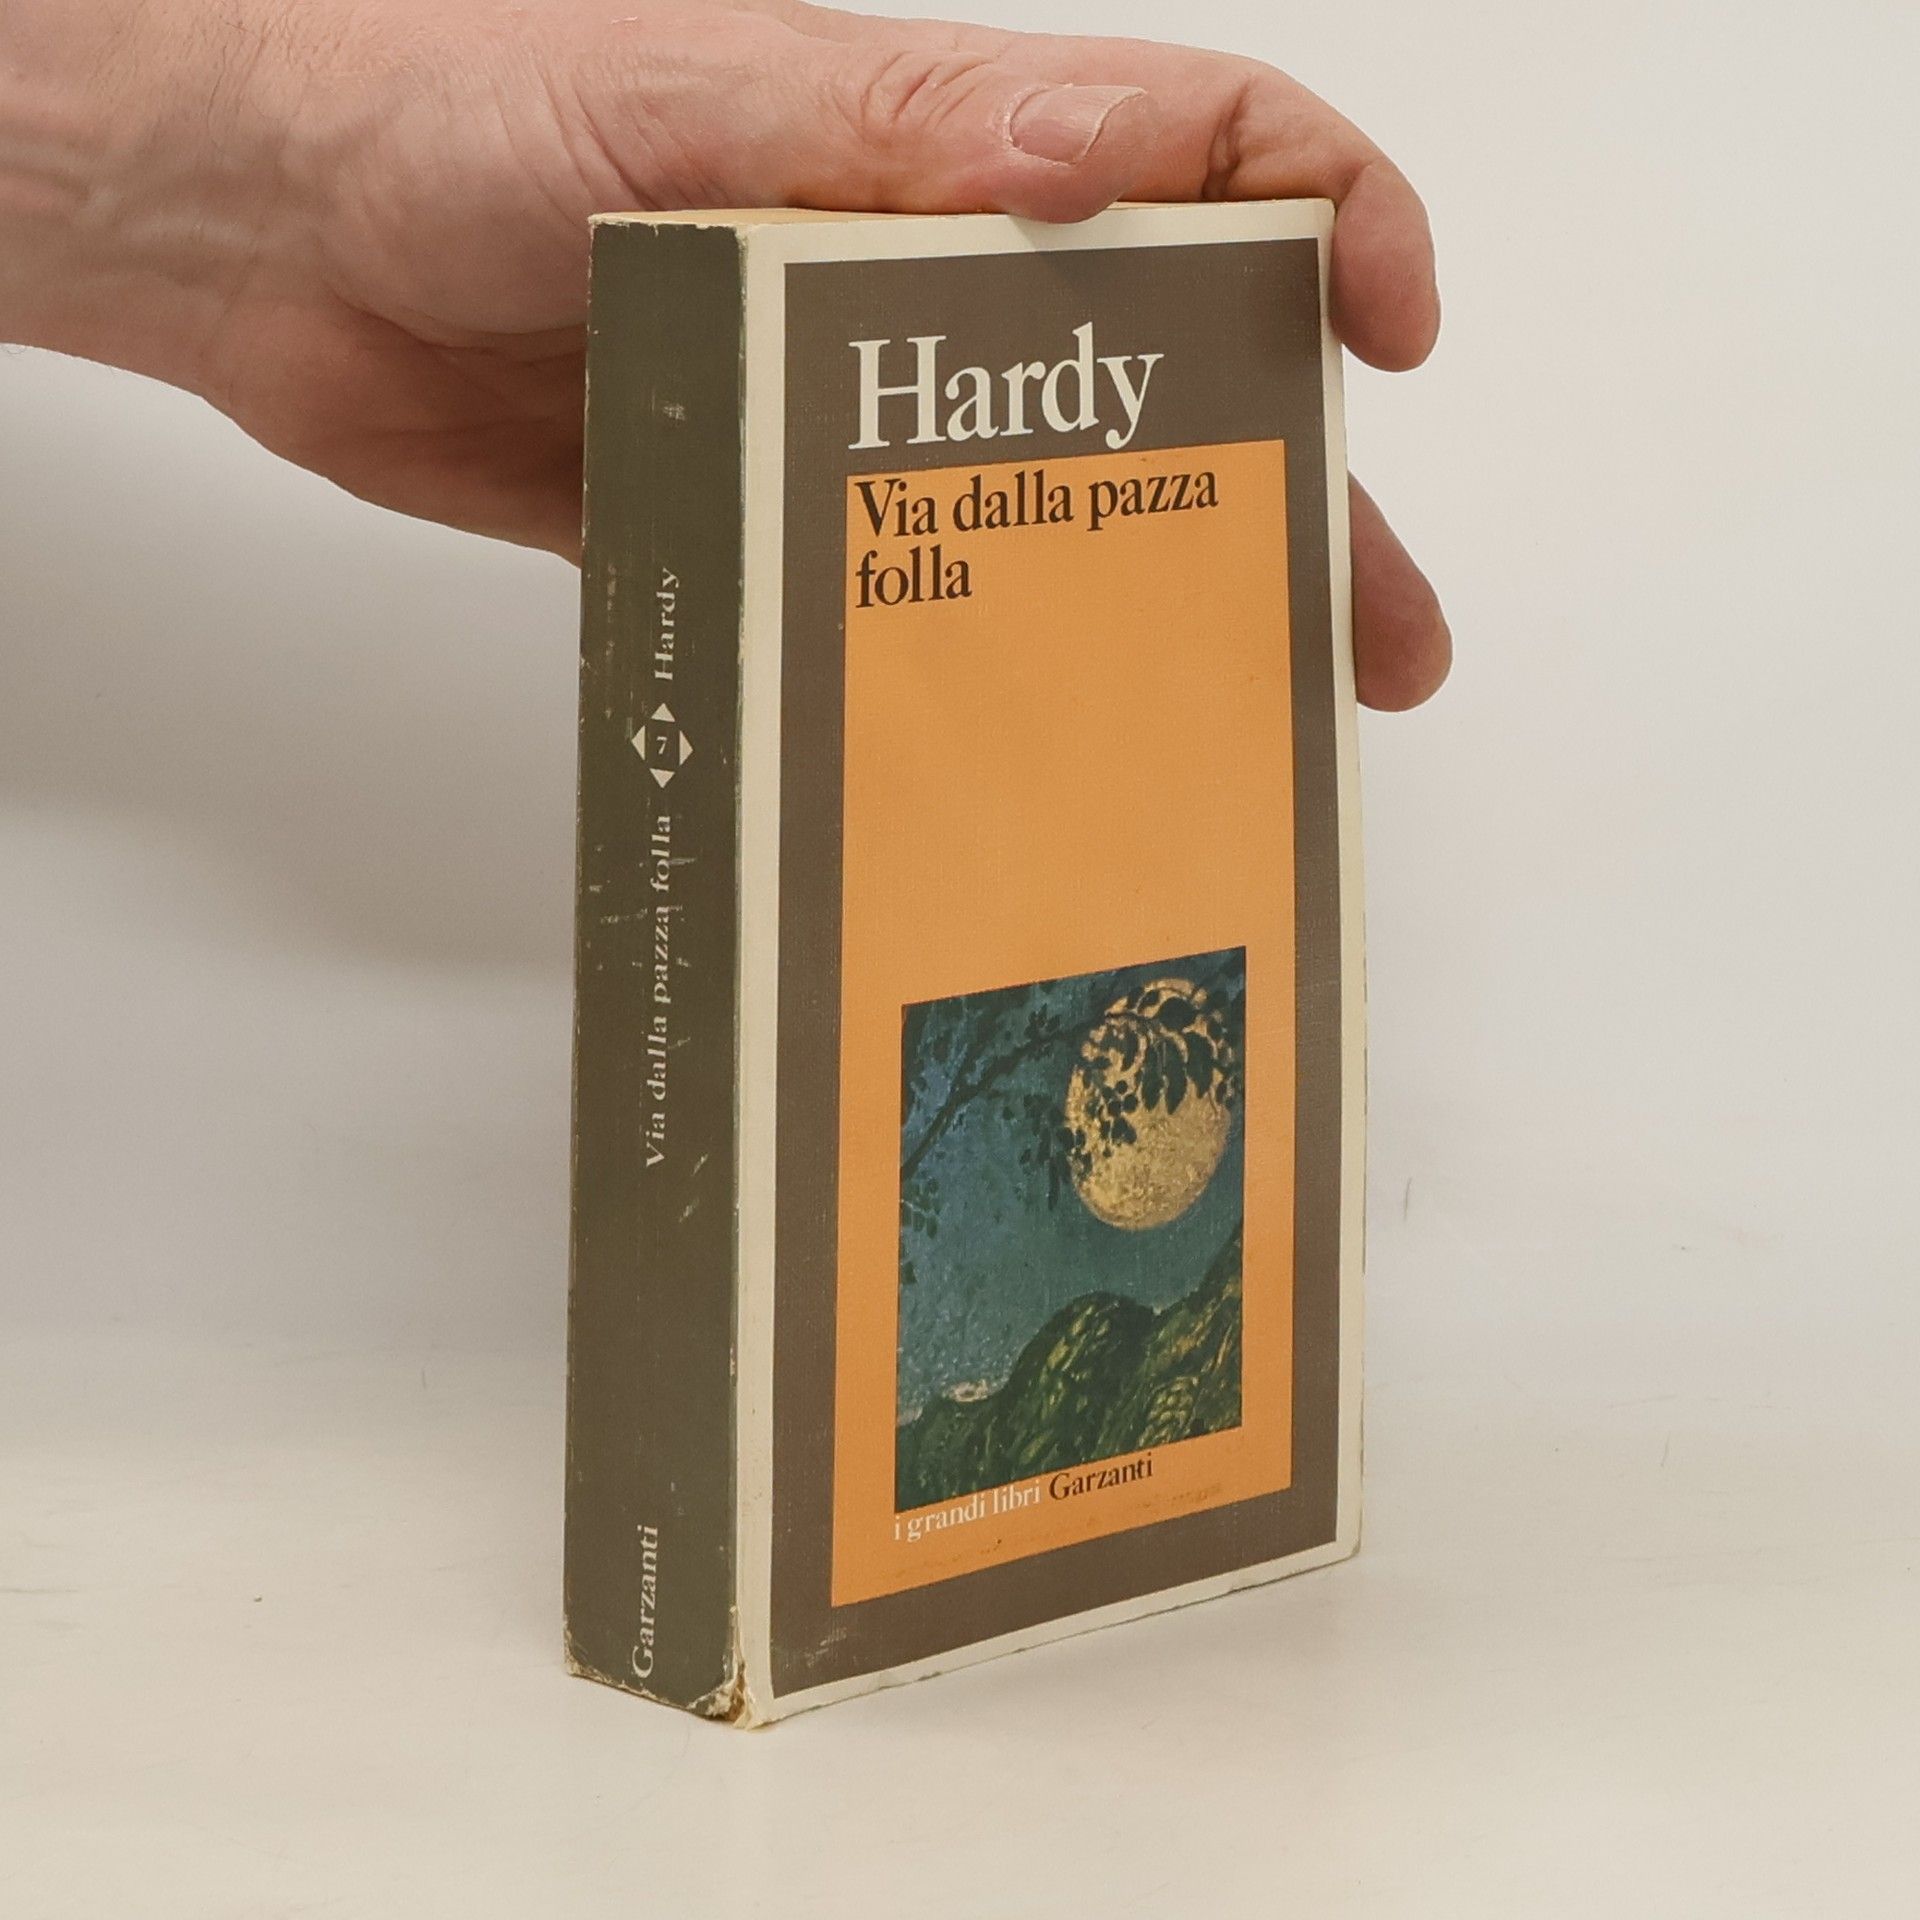 Hardy
Via dalla pazza
folla
i grandi libri Garzanti
Garzanti
Via dalla pazza folla
7
Hardy